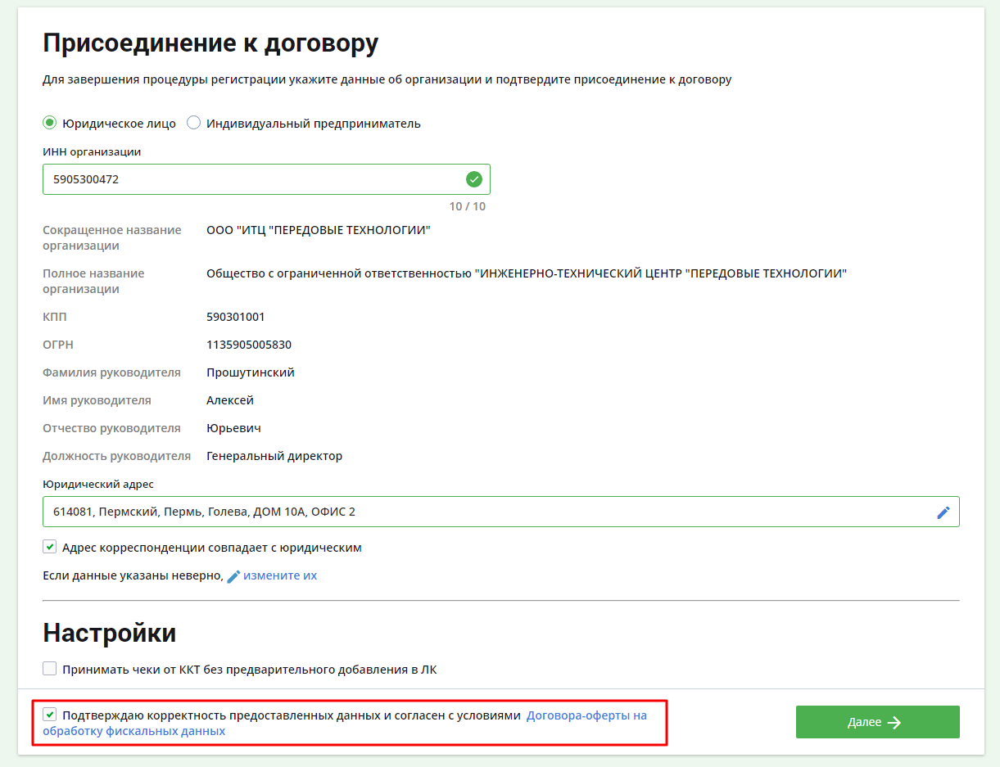 Присоединение к договору
Для завершения процедуры регистрации укажите данные об организации и подтвердите присоединение к договору
Юридическое лицо Индивидуальный предприниматель
ИНН организации
5905300472
10 / 10
Сокращенное название ООО "ИТЦ "ПЕРЕДОВЫЕ ТЕХНОЛОГИИ"
организации
Полное название Общество с ограниченной ответственностью "ИНЖЕНЕРНО-ТЕХНИЧЕСКИЙ ЦЕНТР "ПЕРЕДОВЫЕ ТЕХНОЛОГИИ"
организации
КПП 590301001
ОГРН 1135905005830
Фамилия руководителя Прошутинский
Имя руководителя Алексей
Отчество руководителя Юрьевич
Должность руководителя Генеральный директор
Юридический адрес
614081, Пермский, Пермь, Голева, ДОМ 10А, ОФИС 2
Адрес корреспонденции совпадает с юридическим
Если данные указаны неверно, измените их
Настройки
Принимать чеки от ККТ без предварительного добавления в ЛК
Подтверждаю корректность предоставленных данных и согласен с условиями Договора-оферты на
обработку фискальных данных
Далее